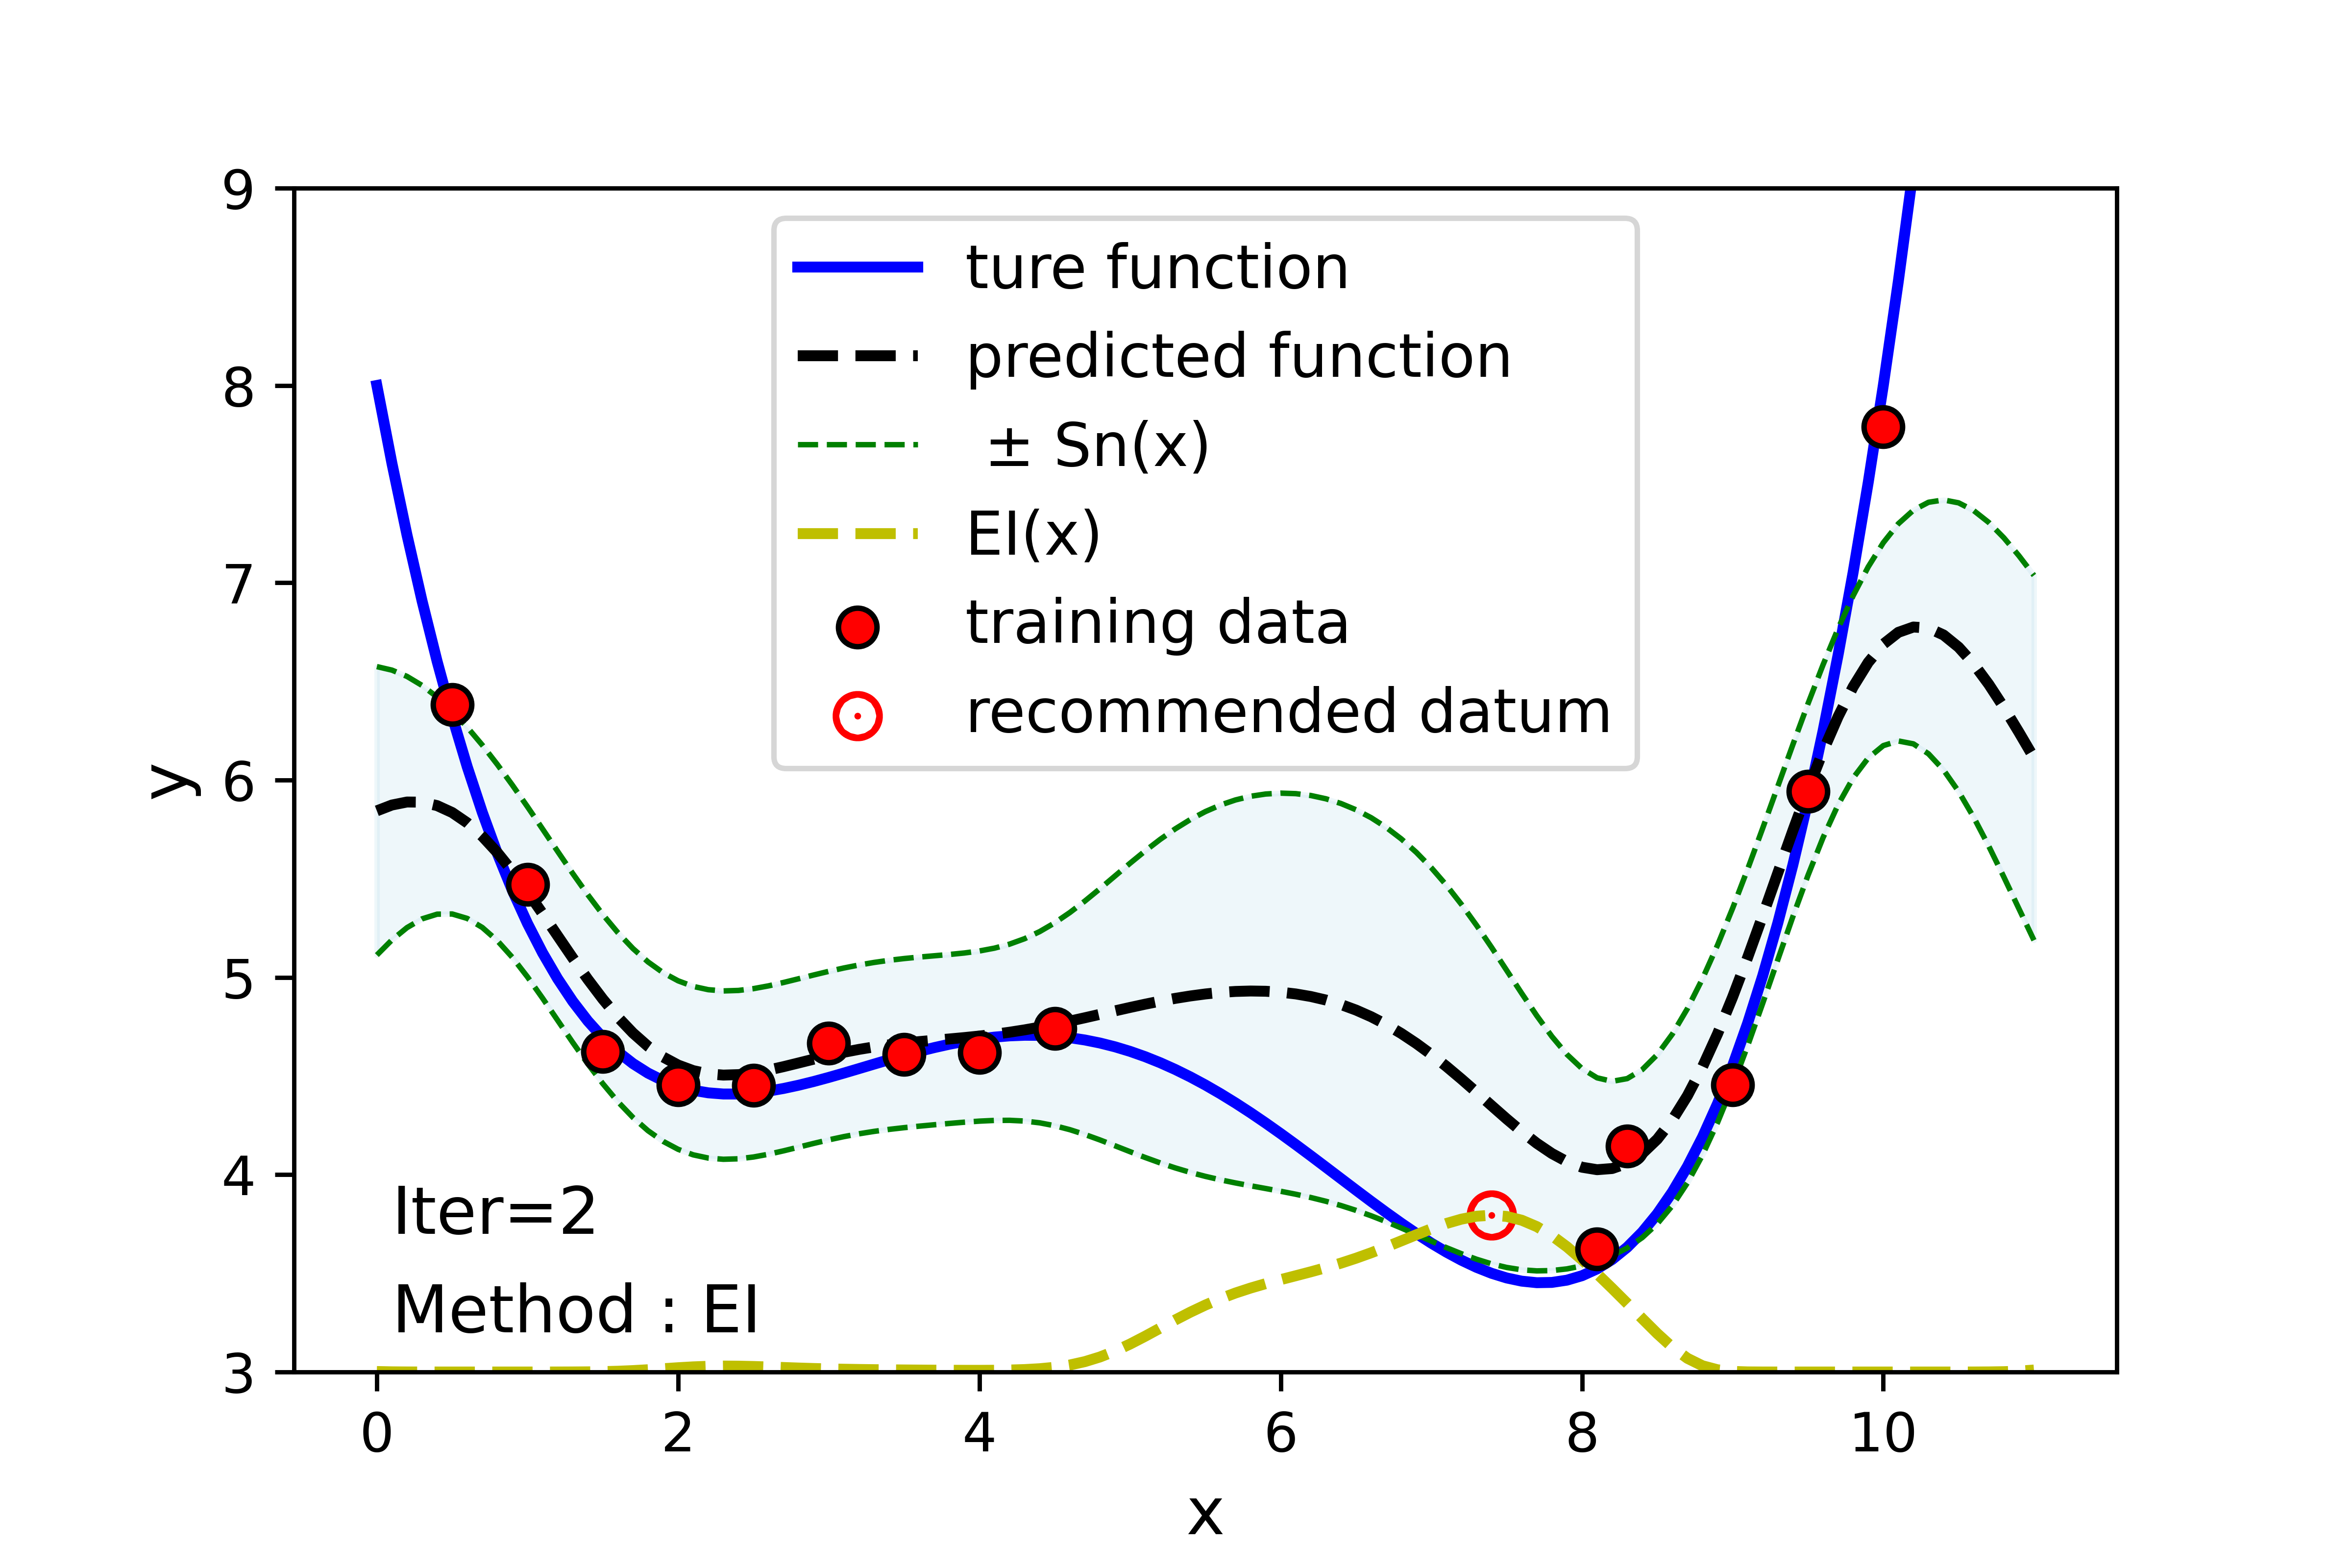 9
8
7
6
5
4
3
y
ture function
predicted function
± Sn(x)
EI(x)
training data
recommended datum
Iter=2
Method : EI
0 2 4 6 8 10
x